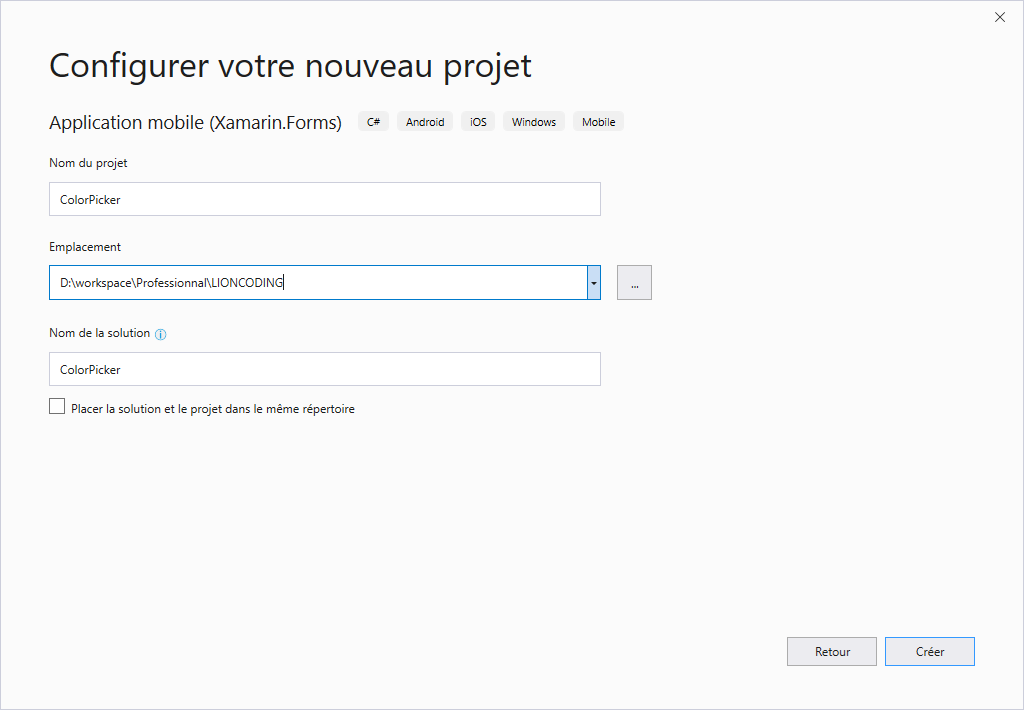 Configurer votre nouveau projet
Application mobile (Xamarin.Forms) C# Android iOS Windows Mobile
Nom du projet
ColorPicker
Emplacement
D:\workspace\Professionnal\LIONCODING
...
Nom de la solution
ColorPicker
Placer la solution et le projet dans le même répertoire
Retour Créer